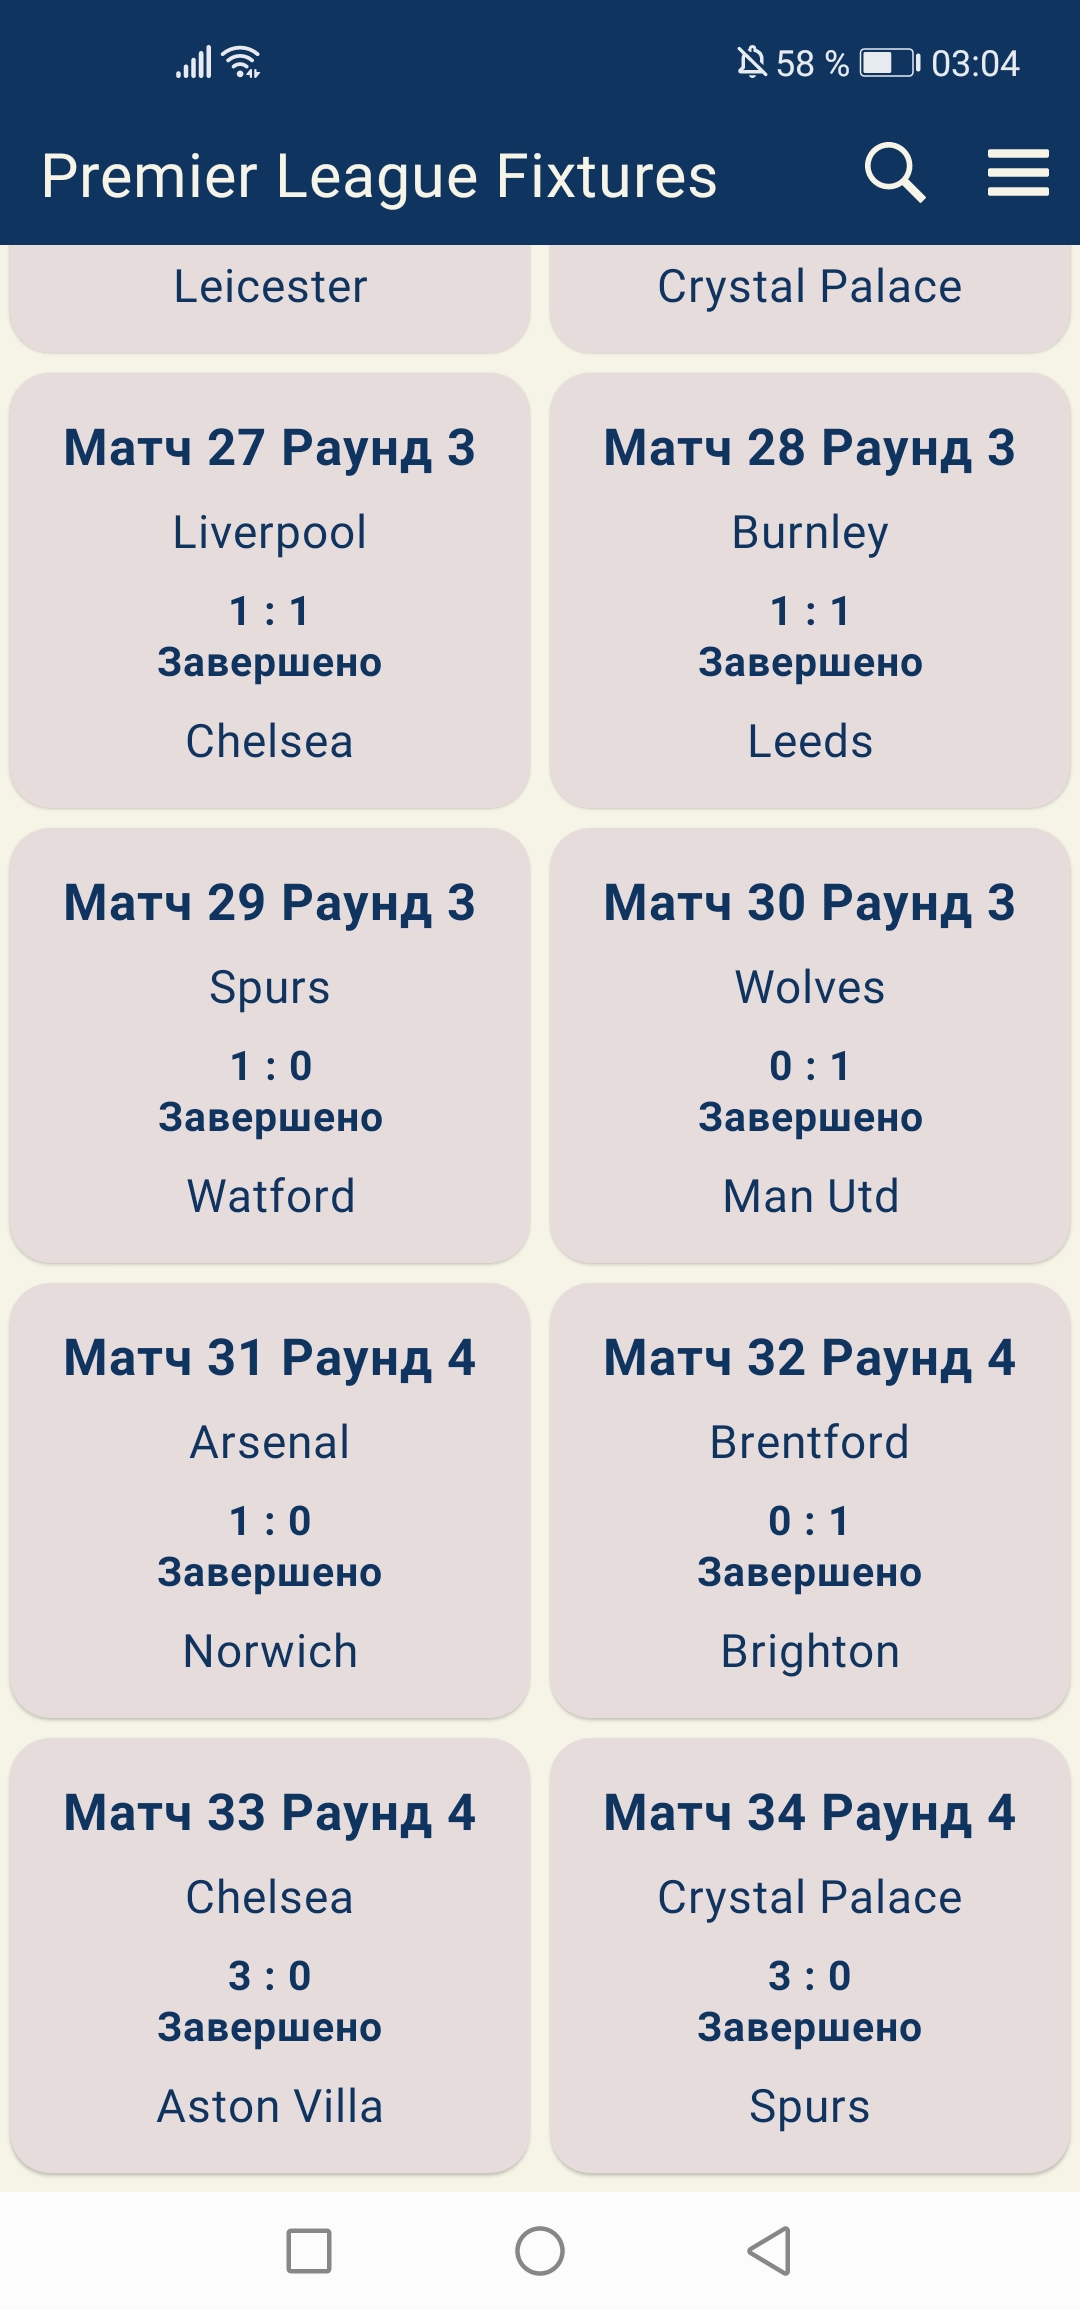 58 % 03:04
Premier League Fixtures
Leicester
Crystal Palace
Матч 27 Раунд 3
Liverpool
1 : 1
Завершено
Chelsea
Матч 28 Раунд 3
Burnley
1 : 1
Завершено
Leeds
Матч 29 Раунд 3
Spurs
1 : 0
Завершено
Watford
Матч 30 Раунд 3
Wolves
0 : 1
Завершено
Man Utd
Матч 31 Раунд 4
Arsenal
1 : 0
Завершено
Norwich
Матч 32 Раунд 4
Brentford
0 : 1
Завершено
Brighton
Матч 33 Раунд 4
Chelsea
3 : 0
Завершено
Aston Villa
Матч 34 Раунд 4
Crystal Palace
3 : 0
Завершено
Spurs